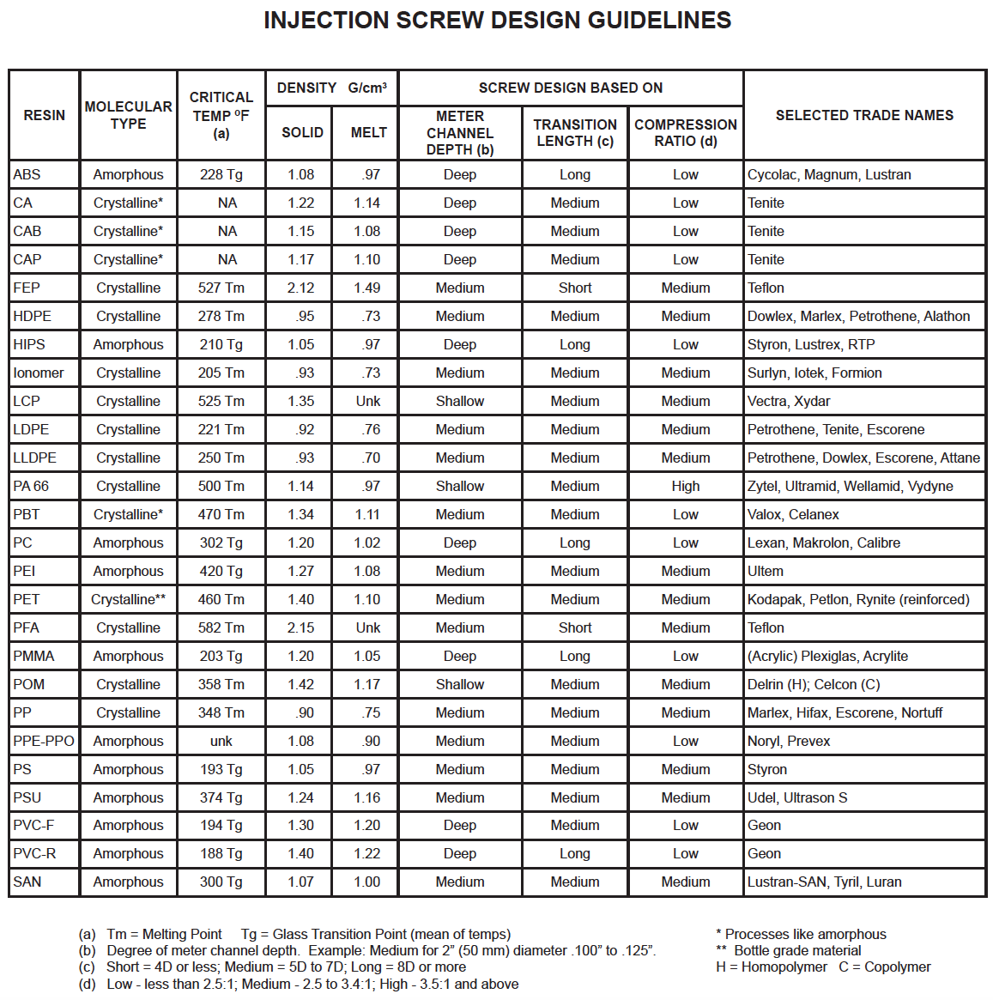 INJECTION SCREW DESIGN GUIDELINES
RESIN MOLECULAR TYPE CRITICAL TEMP ⁰F (a) DENSITY G/cm³ SCREW DESIGN BASED ON SELECTED TRADE NAMES
SOLID MELT METER CHANNEL DEPTH (b) TRANSITION LENGTH (c) COMPRESSION RATIO (d)
ABS Amorphous 228 Tg 1.08 .97 Deep Long Low Cycolac, Magnum, Lustran
CA Crystalline* NA 1.22 1.14 Deep Medium Low Tenite
CAB Crystalline* NA 1.15 1.08 Deep Medium Low Tenite
CAP Crystalline* NA 1.17 1.10 Deep Medium Low Tenite
FEP Crystalline 527 Tm 2.12 1.49 Medium Short Medium Teflon
HDPE Crystalline 278 Tm .95 .73 Medium Medium Medium Dowlex, Marlex, Petrothene, Alathon
HIPS Amorphous 210 Tg 1.05 .97 Deep Long Low Styron, Lustrex, RTP
Ionomer Crystalline 205 Tm .93 .73 Medium Medium Medium Surlyn, Iotek, Formion
LCP Crystalline 525 Tm 1.35 Unk Shallow Medium Medium Vectra, Xydar
LDPE Crystalline 221 Tm .92 .76 Medium Medium Medium Petrothene, Tenite, Escorene
LLDPE Crystalline 250 Tm .93 .70 Medium Medium Medium Petrothene, Dowlex, Escorene, Attane
PA 66 Crystalline 500 Tm 1.14 .97 Shallow Medium High Zytel, Ultramid, Wellamid, Vydyne
PBT Crystalline* 470 Tm 1.34 1.11 Medium Medium Low Valox, Celanex
PC Amorphous 302 Tg 1.20 1.02 Deep Long Low Lexan, Makrolon, Calibre
PEI Amorphous 420 Tg 1.27 1.08 Medium Medium Medium Ultem
PET Crystalline** 460 Tm 1.40 1.10 Medium Medium Medium Kodapak, Petlon, Rynite (reinforced)
PFA Crystalline 582 Tm 2.15 Unk Medium Short Medium Teflon
PMMA Amorphous 203 Tg 1.20 1.05 Deep Long Low (Acrylic) Plexiglas, Acrylite
POM Crystalline 358 Tm 1.42 1.17 Shallow Medium Medium Delrin (H); Celcon (C)
PP Crystalline 348 Tm .90 .75 Medium Medium Medium Marlex, Hifax, Escorene, Nortuff
PPE-PPO Amorphous unk 1.08 .90 Medium Medium Low Noryl, Prevex
PS Amorphous 193 Tg 1.05 .97 Medium Medium Medium Styron
PSU Amorphous 374 Tg 1.24 1.16 Medium Medium Medium Udel, Ultrason S
PVC-F Amorphous 194 Tg 1.30 1.20 Deep Medium Low Geon
PVC-R Amorphous 188 Tg 1.40 1.22 Deep Long Low Geon
SAN Amorphous 300 Tg 1.07 1.00 Medium Medium Medium Lustran-SAN, Tyril, Luran
(a) Tm = Melting Point Tg = Glass Transition Point (mean of temps) * Processes like amorphous
(b) Degree of meter channel depth. Example: Medium for 2” (50 mm) diameter .100” to .125”. ** Bottle grade material
(c) Short = 4D or less; Medium = 5D to 7D; Long = 8D or more H = Homopolymer C = Copolymer
(d) Low - less than 2.5:1; Medium - 2.5 to 3.4:1; High - 3.5:1 and above